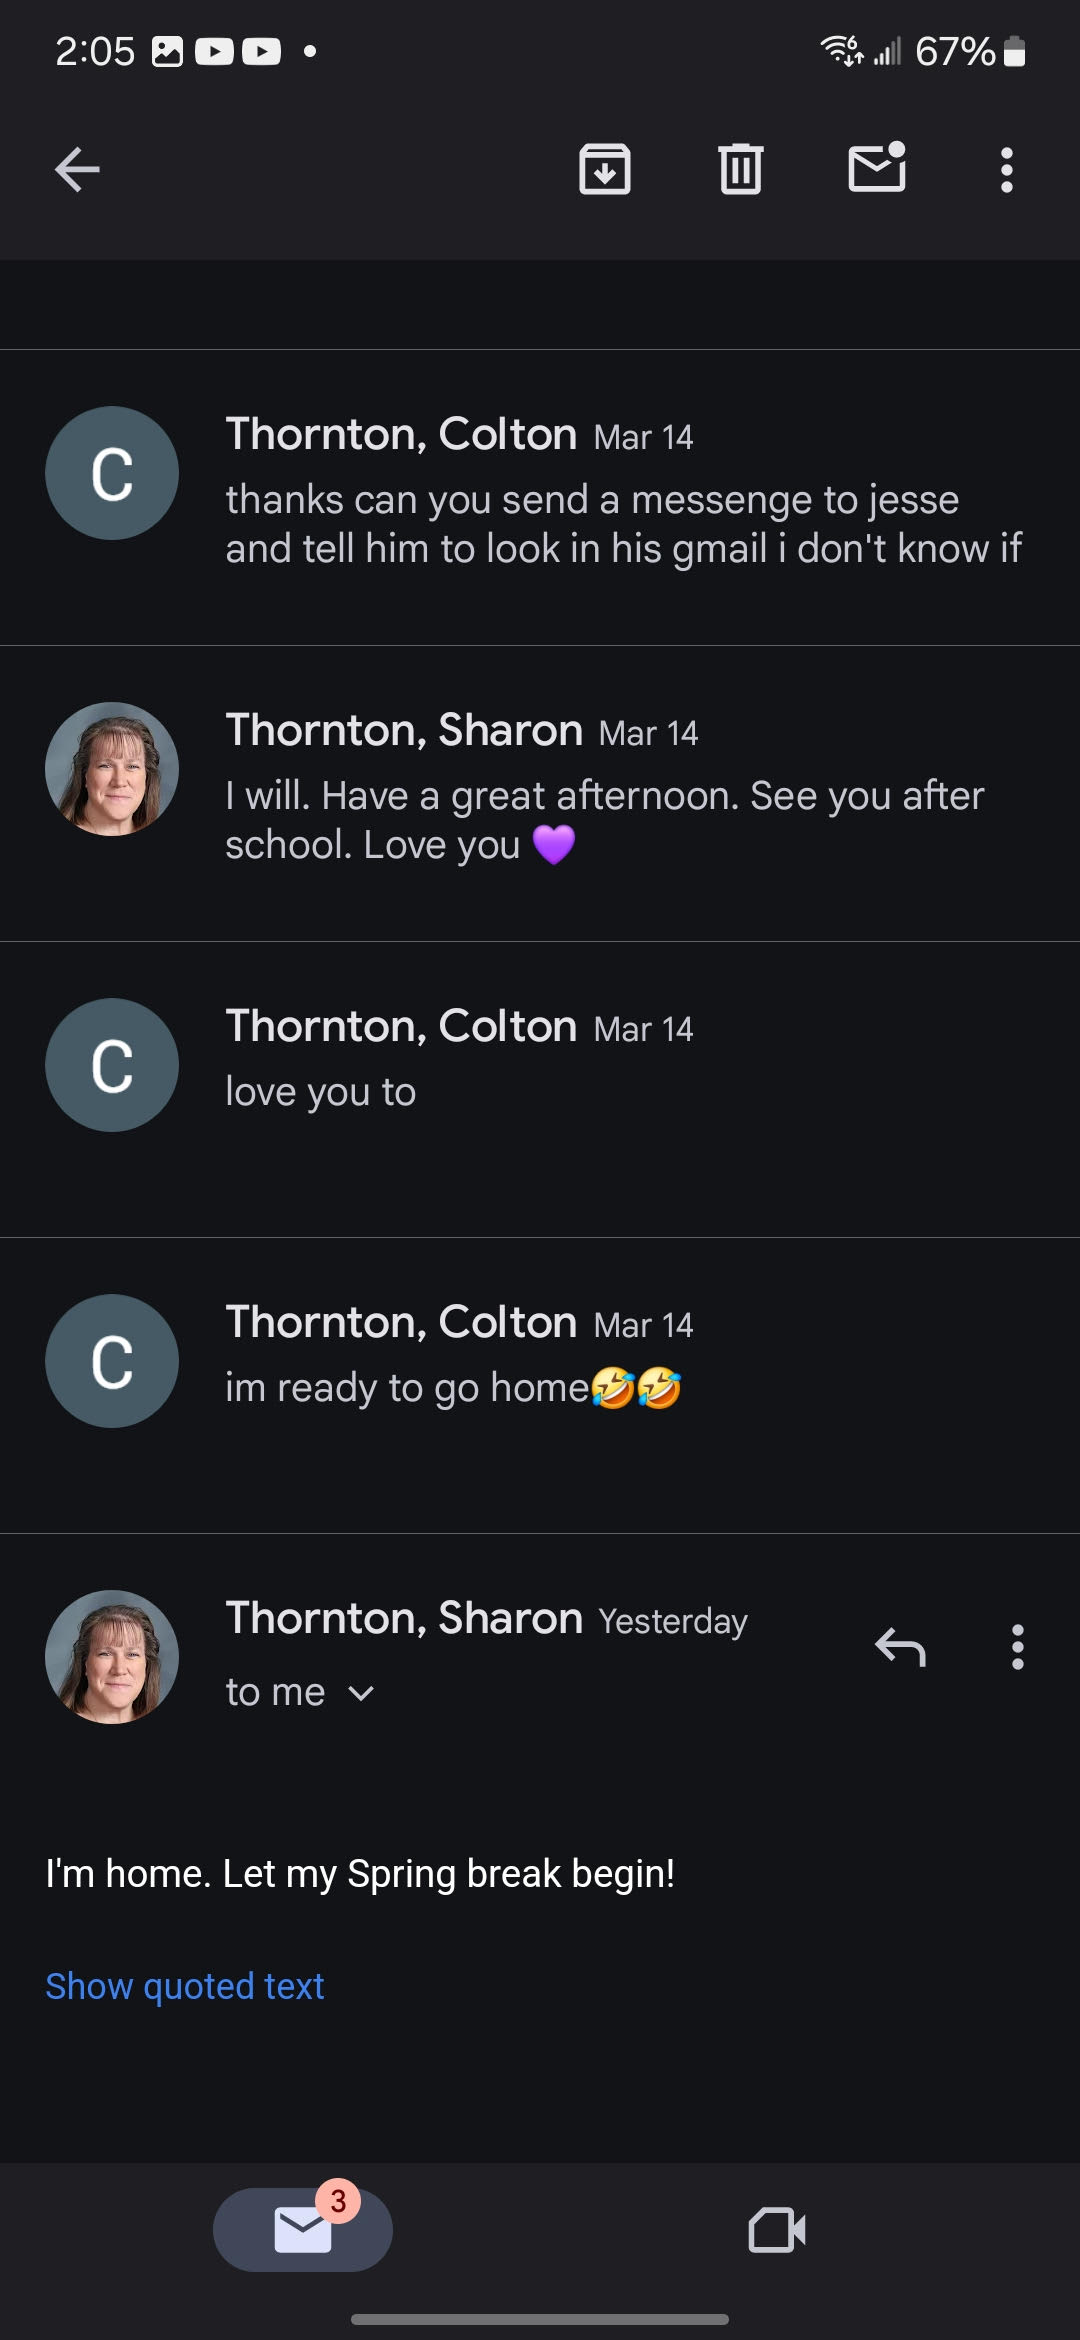 2:05 67%
C
Thornton, Colton Mar 14
thanks can you send a messenge to jesse
and tell him to look in his gmail i don't know if
Thornton, Sharon Mar 14
I will. Have a great afternoon. See you after
school. Love you 💜
C
Thornton, Colton Mar 14
love you to
C
Thornton, Colton Mar 14
im ready to go home🤣🤣
Thornton, Sharon Yesterday
to me
I'm home. Let my Spring break begin!
Show quoted text
3